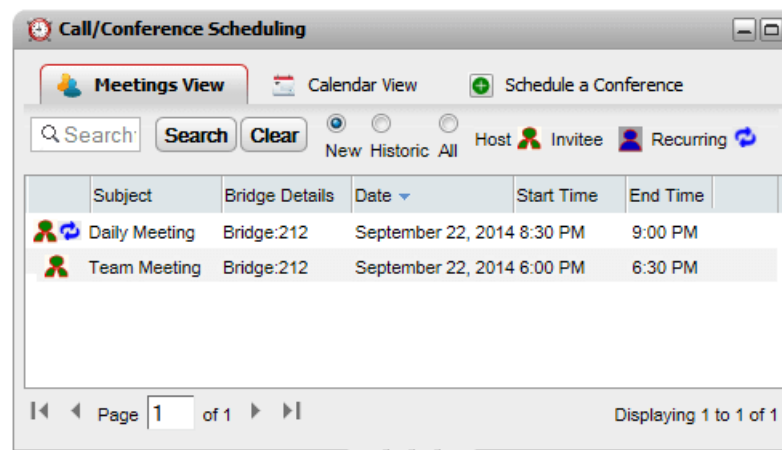 Call/Conference Scheduling
Meetings View Calendar View Schedule a Conference
Search Search Clear New Historic All Host Invitee Recurring
Subject Bridge Details Date Start Time End Time
Daily Meeting Bridge:212 September 22, 2014 8:30 PM 9:00 PM
Team Meeting Bridge:212 September 22, 2014 6:00 PM 6:30 PM
Page 1 of 1 Displaying 1 to 1 of 1